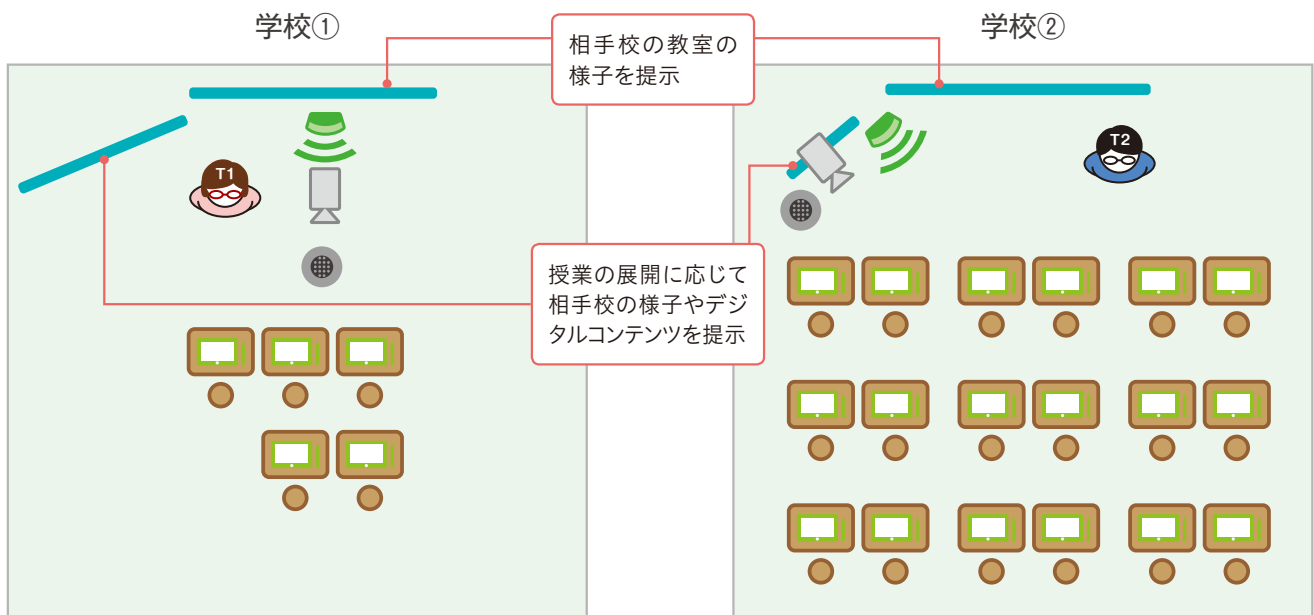 学校①
学校②
相手校の教室の
様子を提示
T1
T2
授業の展開に応じて
相手校の様子やデジ
タルコンテンツを提示